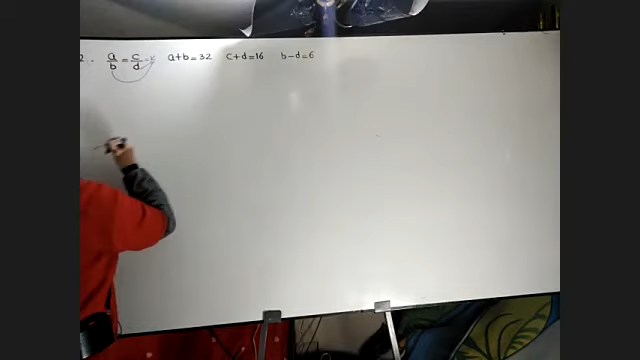 2. a/b = c/d = k a+b=32 c+d=16 b-d=6